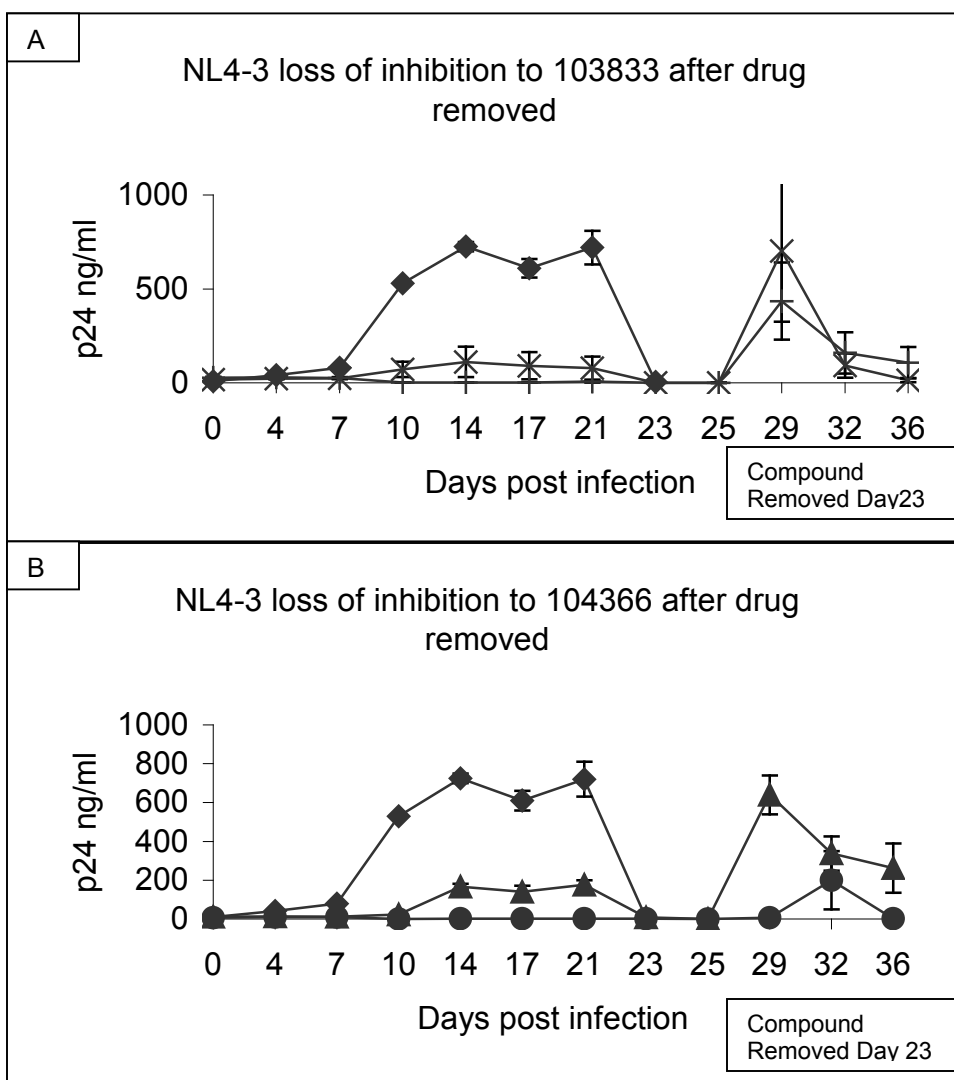 A
NL4-3 loss of inhibition to 103833 after drug
removed
1000
500
0
p24 ng/ml
0 4 7 10 14 17 21 23 25 29 32 36
Days post infection
Compound
Removed Day23
B
NL4-3 loss of inhibition to 104366 after drug
removed
1000
800
600
400
200
0
p24 ng/ml
0 4 7 10 14 17 21 23 25 29 32 36
Days post infection
Compound
Removed Day 23